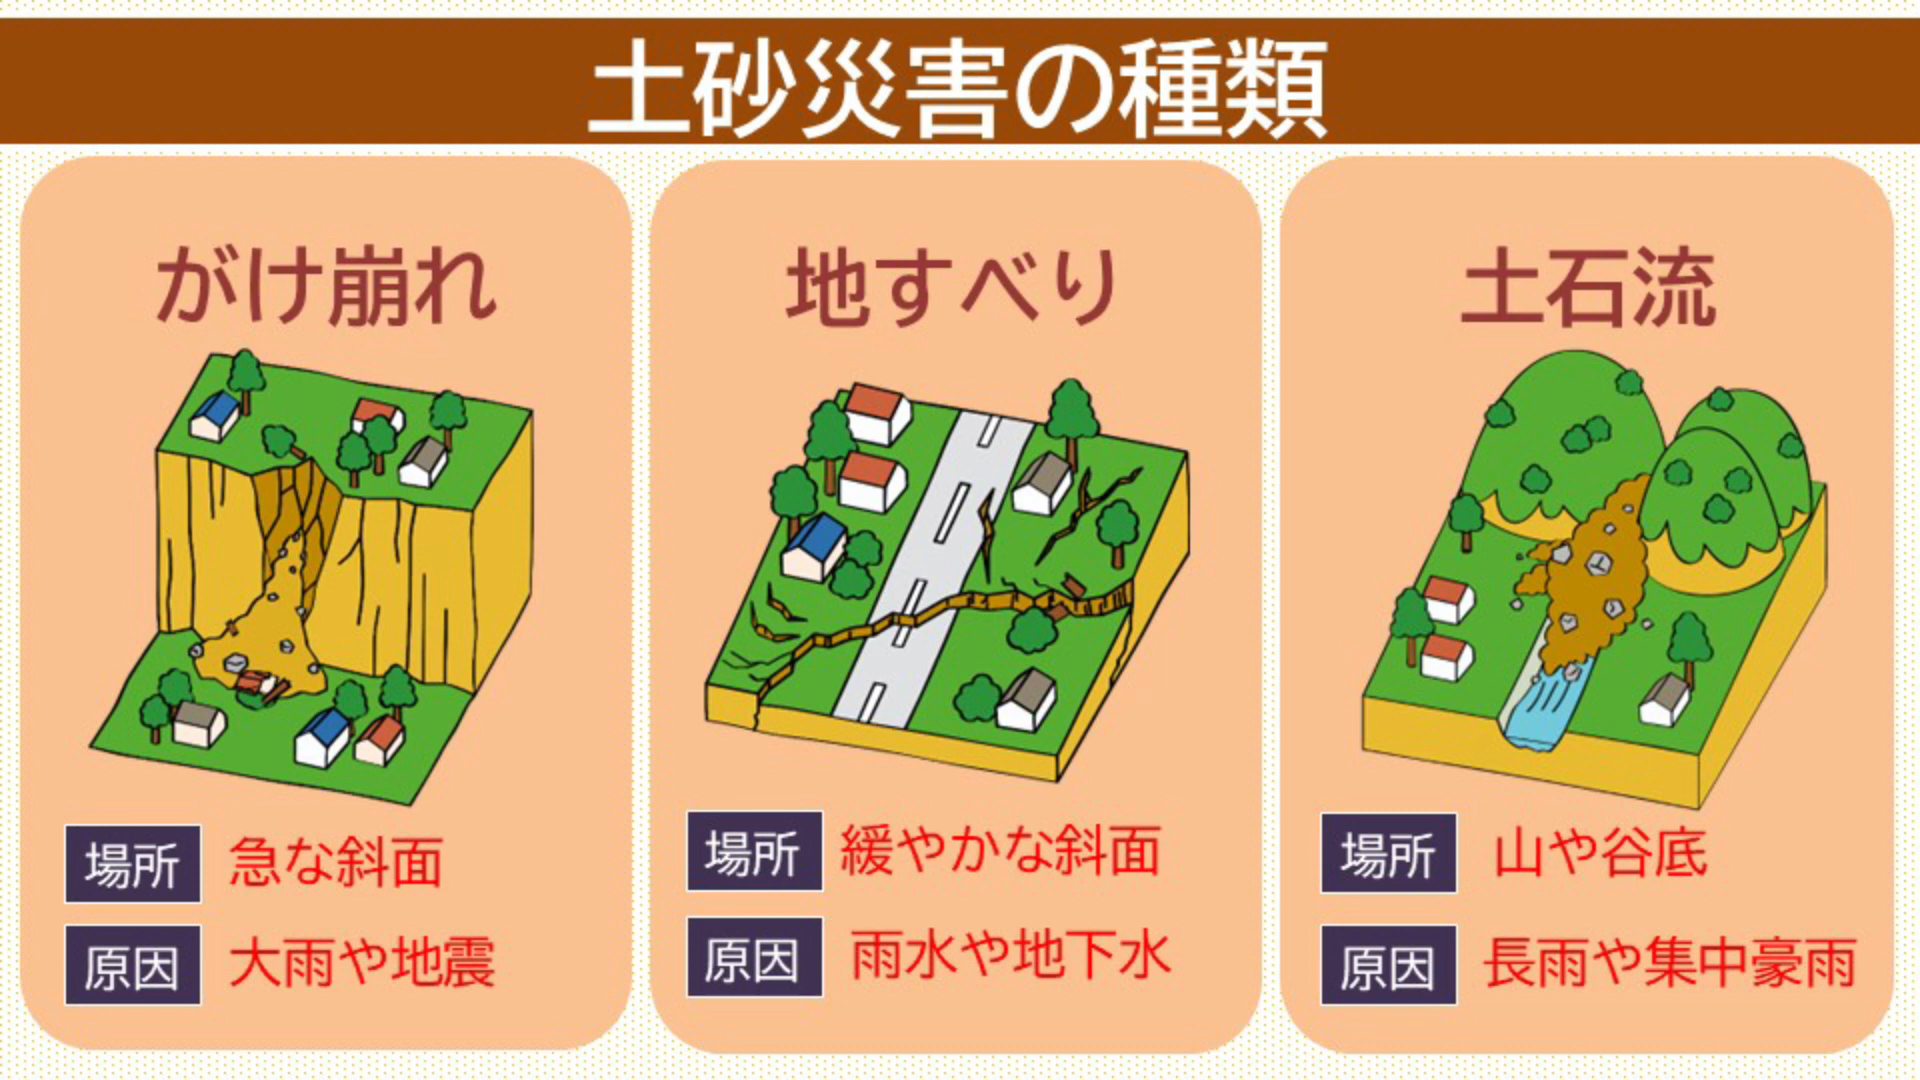 土砂災害の種類
がけ崩れ
場所 急な斜面
原因 大雨や地震
地すべり
場所 緩やかな斜面
原因 雨水や地下水
土石流
場所 山や谷底
原因 長雨や集中豪雨